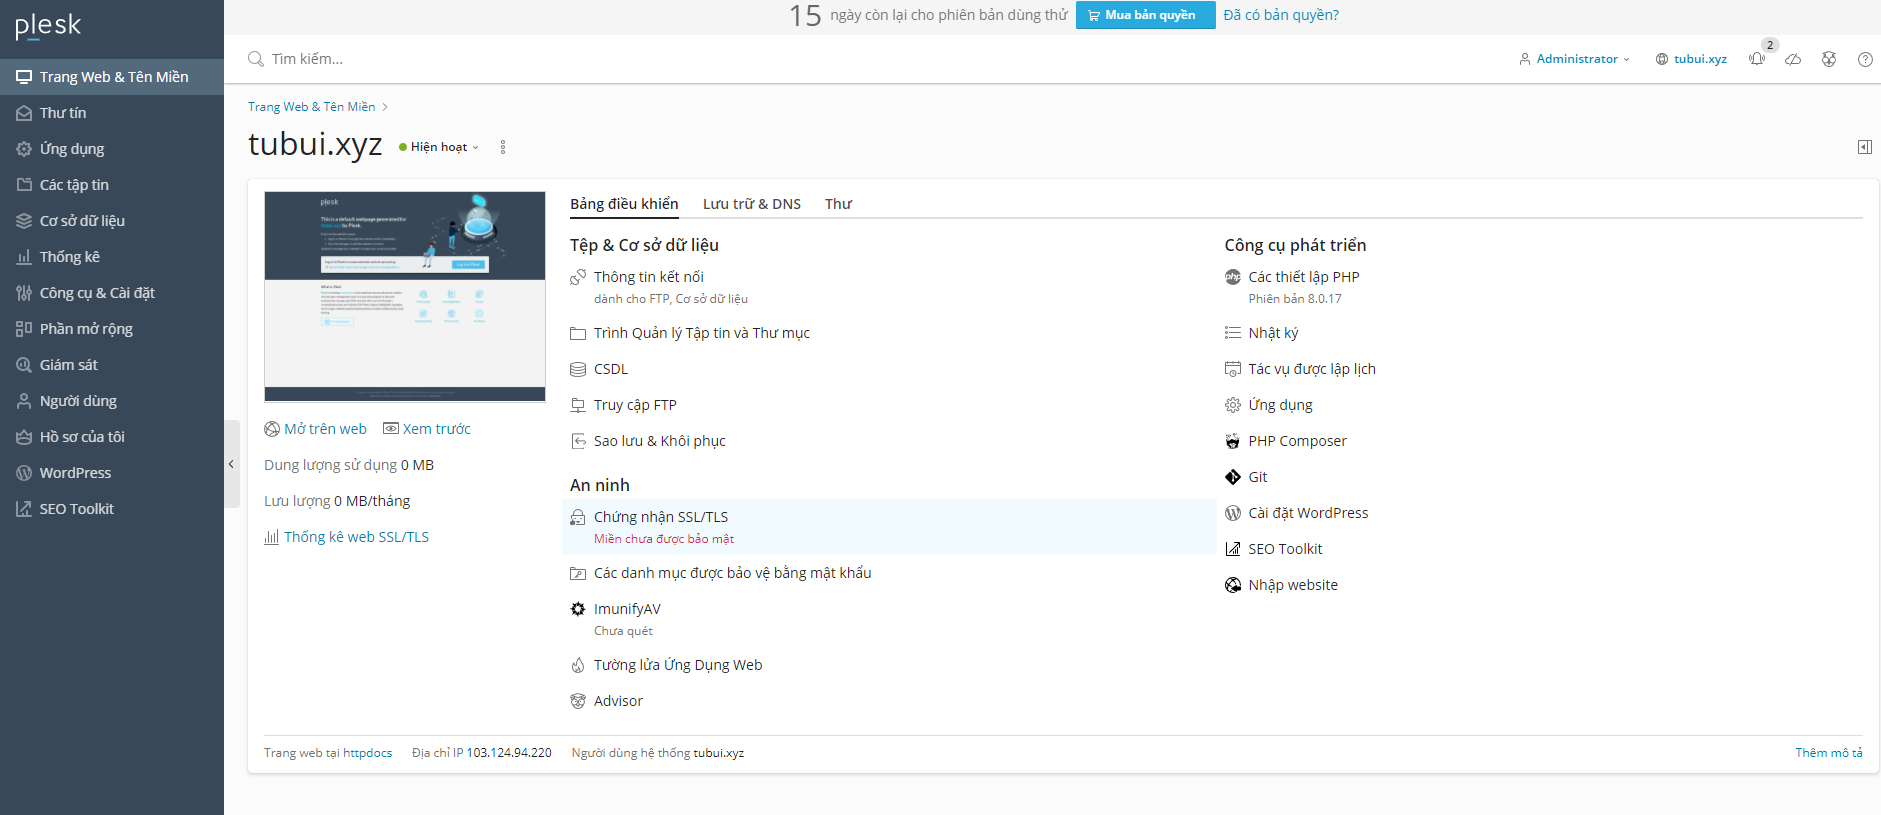 plesk
Trang Web & Tên Miền
Thư tín
Ứng dụng
Các tập tin
Cơ sở dữ liệu
Thống kê
Công cụ & Cài đặt
Phần mở rộng
Giám sát
Người dùng
Hồ sơ của tôi
WordPress
SEO Toolkit
15 ngày còn lại cho phiên bản dùng thử Mua bản quyền Đã có bản quyền?
Tìm kiếm... Administrator tubui.xyz 2
Trang Web & Tên Miền
tubui.xyz Hiện hoạt
plesk
This is a default webpage generated for
by Plesk.
Mở trên web Xem trước
Dung lượng sử dụng 0 MB
Lưu lượng 0 MB/tháng
Thống kê web SSL/TLS
Bảng điều khiển Lưu trữ & DNS Thư
Tệp & Cơ sở dữ liệu
Thông tin kết nối
dành cho FTP, Cơ sở dữ liệu
Trình Quản lý Tập tin và Thư mục
CSDL
Truy cập FTP
Sao lưu & Khôi phục
An ninh
Chứng nhận SSL/TLS
Miền chưa được bảo mật
Các danh mục được bảo vệ bằng mật khẩu
ImunifyAV
Chưa quét
Tường lửa Ứng Dụng Web
Advisor
Công cụ phát triển
php Các thiết lập PHP
Phiên bản 8.0.17
Nhật ký
Tác vụ được lập lịch
Ứng dụng
PHP Composer
Git
Cài đặt WordPress
SEO Toolkit
Nhập website
Trang web tại httpdocs Địa chỉ IP 103.124.94.220 Người dùng hệ thống tubui.xyz Thêm mô tả